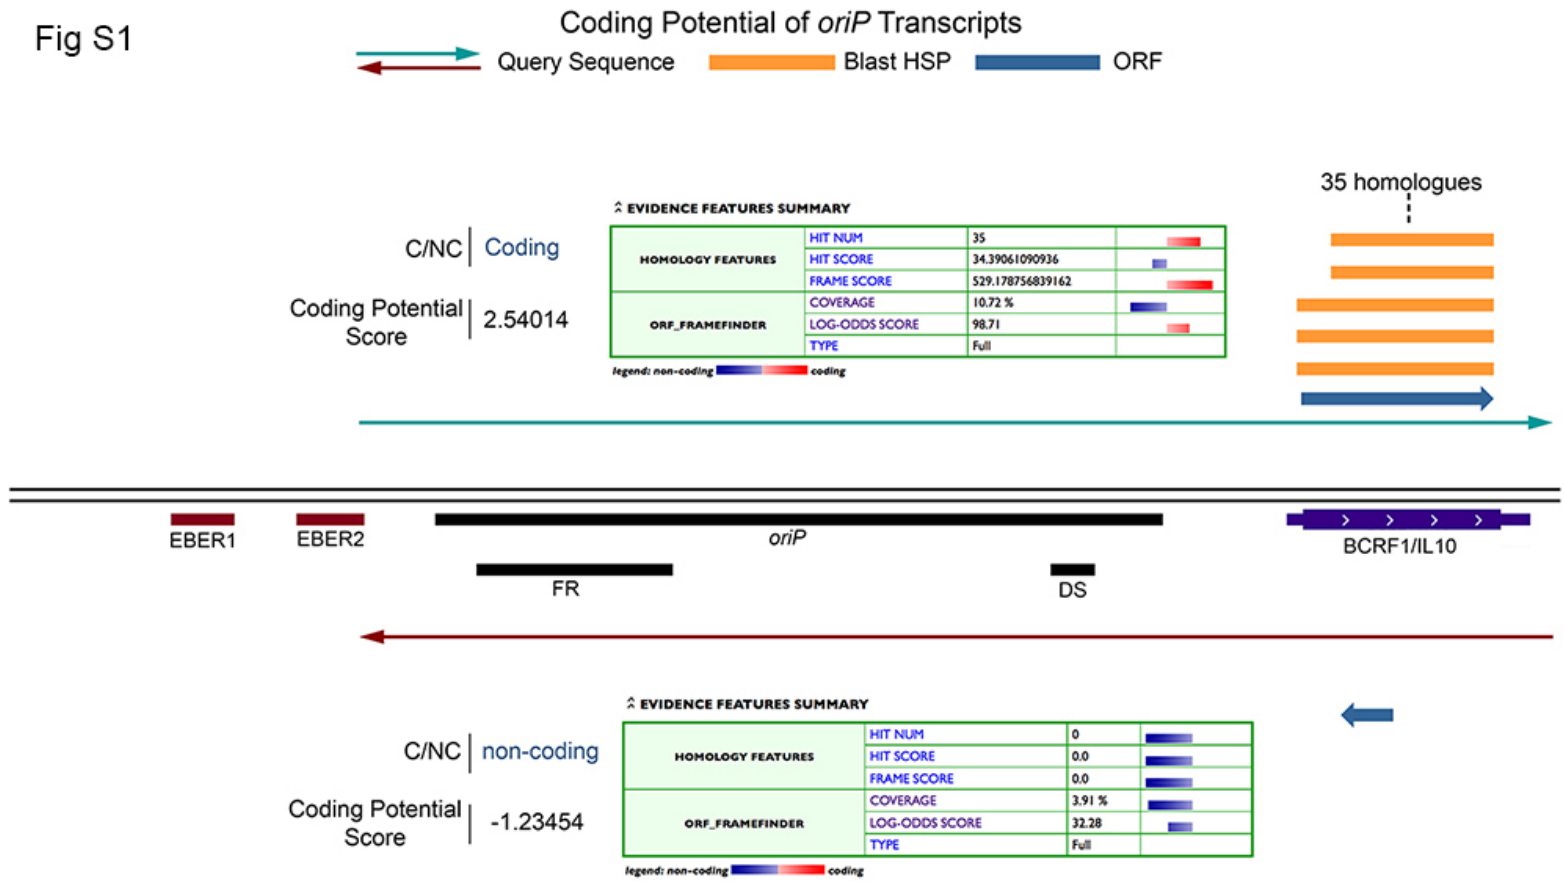 Fig S1
Coding Potential of oriP Transcripts
Query Sequence Blast HSP ORF
35 homologues
EVIDENCE FEATURES SUMMARY
C/NC Coding
Coding Potential Score 2.54014
HOMOLOGY FEATURES
HIT NUM 35
HIT SCORE 34.39061090936
FRAME SCORE 529.178756839162
ORF_FRAMEFINDER
COVERAGE 10.72 %
LOG-ODDS SCORE 98.71
TYPE Full
legend: non-coding coding
EBER1 EBER2 oriP BCRF1/IL10
FR DS
EVIDENCE FEATURES SUMMARY
C/NC non-coding
Coding Potential Score -1.23454
HOMOLOGY FEATURES
HIT NUM 0
HIT SCORE 0.0
FRAME SCORE 0.0
ORF_FRAMEFINDER
COVERAGE 3.91 %
LOG-ODDS SCORE 32.28
TYPE Full
legend: non-coding coding